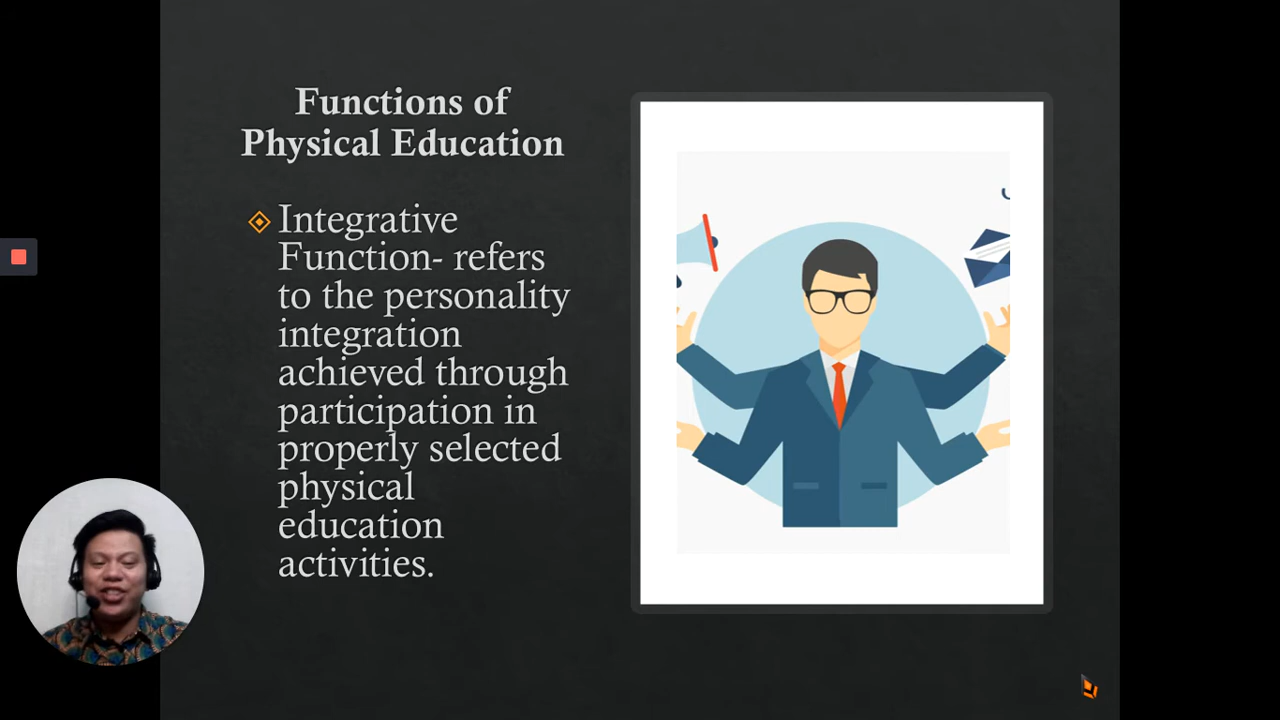 Functions of
Physical Education
Integrative
Function- refers
to the personality
integration
achieved through
participation in
properly selected
physical
education
activities.